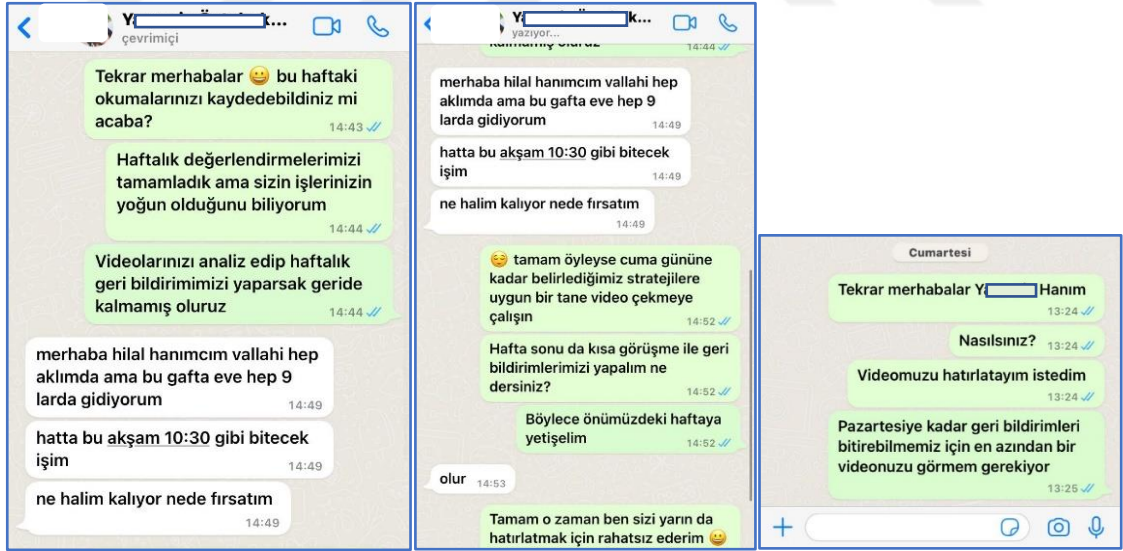 Y k...
çevrimiçi
Tekrar merhabalar 😀 bu haftaki
okumalarınızı kaydedebildiniz mi
acaba?
14:43
Haftalık değerlendirmelerimizi
tamamladık ama sizin işlerinizin
yoğun olduğunu biliyorum
14:44
Videolarınızı analiz edip haftalık
geri bildirimimizi yaparsak geride
kalmamış oluruz
14:44
merhaba hilal hanımcım vallahi hep
aklımda ama bu gafta eve hep 9
larda gidiyorum
14:49
hatta bu akşam 10:30 gibi bitecek
işim
14:49
ne halim kalıyor nede fırsatım
14:49
Y k...
yazıyor...
kalmamış oluruz
14:44
merhaba hilal hanımcım vallahi hep
aklımda ama bu gafta eve hep 9
larda gidiyorum
14:49
hatta bu akşam 10:30 gibi bitecek
işim
14:49
ne halim kalıyor nede fırsatım
14:49
😌 tamam öyleyse cuma gününe
kadar belirlediğimiz stratejilere
uygun bir tane video çekmeye
çalışın
14:52
Hafta sonu da kısa görüşme ile geri
bildirimlerimizi yapalım ne
dersiniz?
14:52
Böylece önümüzdeki haftaya
yetişelim
14:52
olur
14:53
Tamam o zaman ben sizi yarın da
hatırlatmak için rahatsız ederim 😀
Cumartesi
Tekrar merhabalar Ya Hanım
13:24
Nasılsınız?
13:24
Videomuzu hatırlatayım istedim
13:24
Pazartesiye kadar geri bildirimleri
bitirebilmemiz için en azından bir
videonuzu görmem gerekiyor
13:25